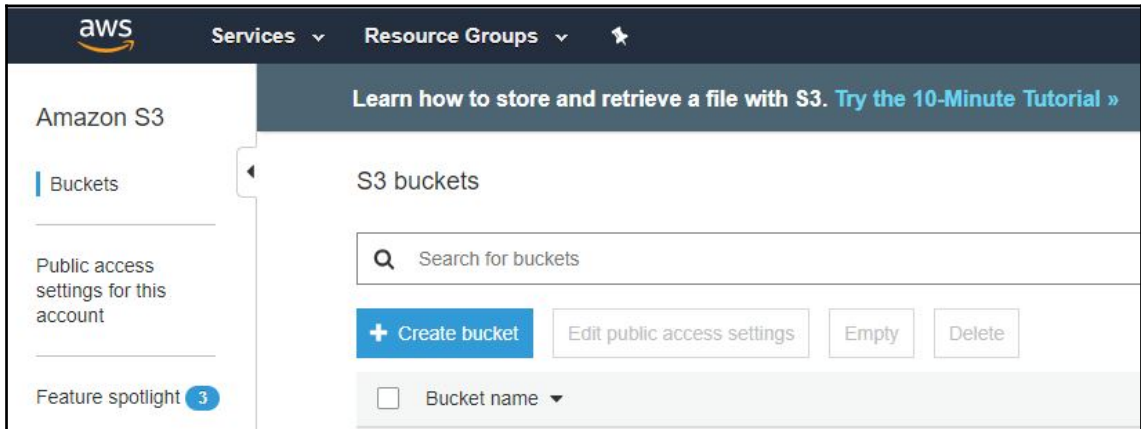 aws
Services
Resource Groups
Amazon S3
Buckets
Public access
settings for this
account
Feature spotlight 3
Learn how to store and retrieve a file with S3. Try the 10-Minute Tutorial »
S3 buckets
Search for buckets
+ Create bucket
Edit public access settings
Empty
Delete
Bucket name